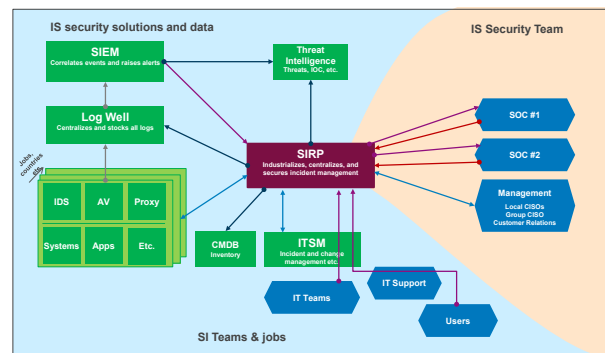 IS security solutions and data
IS Security Team
SIEM
Correlates events and raises alerts
Threat
Intelligence
Threats, IOC, etc.
Log Well
Centralizes and stocks all logs
SOC #1
SIRP
Industrializes, centralizes, and
secures incident management
SOC #2
Jobs,
countries
etc.
IDS
AV
Proxy
Management
Local CISOs
Group CISO
Customer Relations
Systems
Apps
Etc.
CMDB
Inventory
ITSM
Incident and change
management etc.
IT Support
IT Teams
Users
SI Teams & jobs